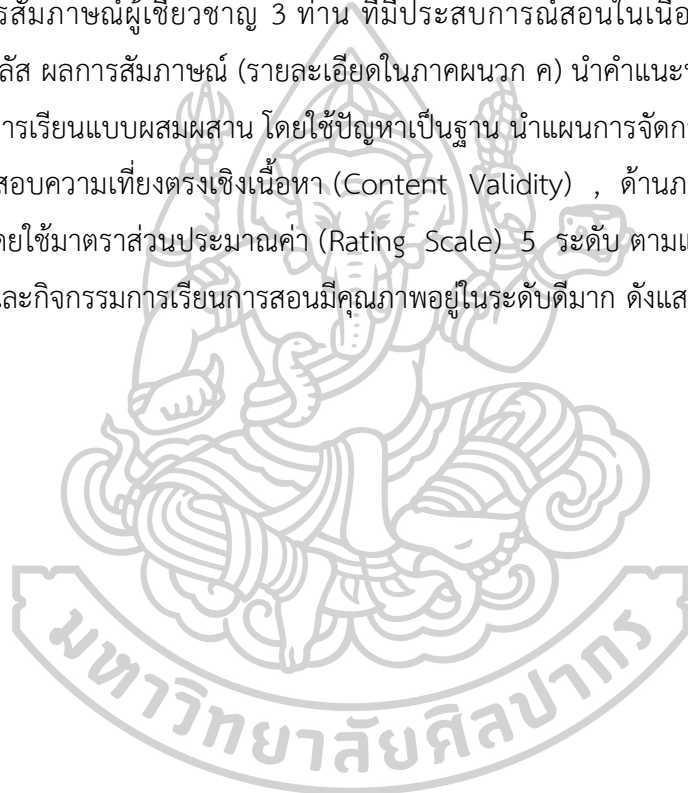 รสัมภาษณ์ผู้เชี่ยวชาญ 3 ท่าน ที่มีประสบการณ์สอนในเนื้อ
ลัส ผลการสัมภาษณ์ (รายละเอียดในภาคผนวก ค) นำคำแนะ
การเรียนแบบผสมผสาน โดยใช้ปัญหาเป็นฐาน นำแผนการจัดก
สอบความเที่ยงตรงเชิงเนื้อหา (Content Validity) , ด้านภ
ดยใช้มาตราส่วนประมาณค่า (Rating Scale) 5 ระดับ ตามแ
และกิจกรรมการเรียนการสอนมีคุณภาพอยู่ในระดับดีมาก ดังแส
มหาวิทยาลัยศิลปากร